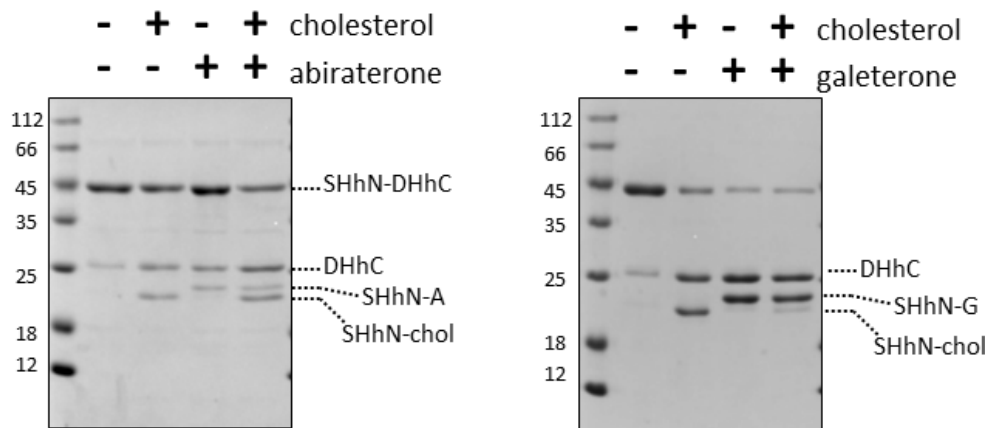 - + - + cholesterol
- - + + abiraterone
112
66
45
35
25
18
12
SHhN-DHhC
DHhC
SHhN-A
SHhN-chol
- + - + cholesterol
- - + + galeterone
112
66
45
35
25
18
12
DHhC
SHhN-G
SHhN-chol